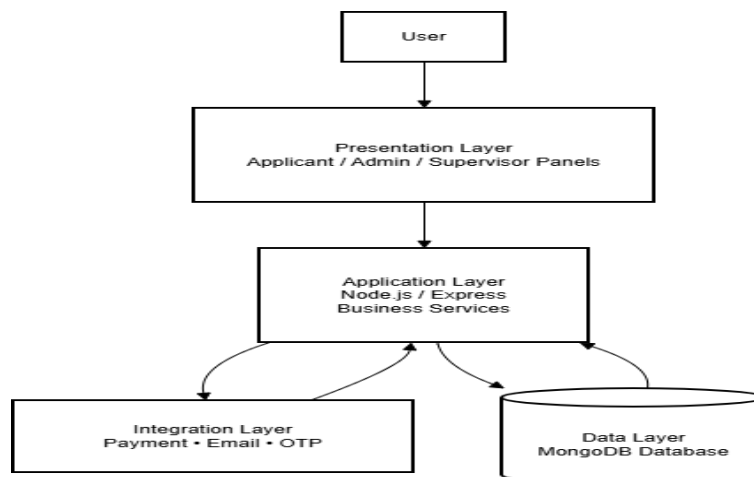 User
Presentation Layer
Applicant / Admin / Supervisor Panels
Application Layer
Node.js / Express
Business Services
Integration Layer
Payment • Email • OTP
Data Layer
MongoDB Database